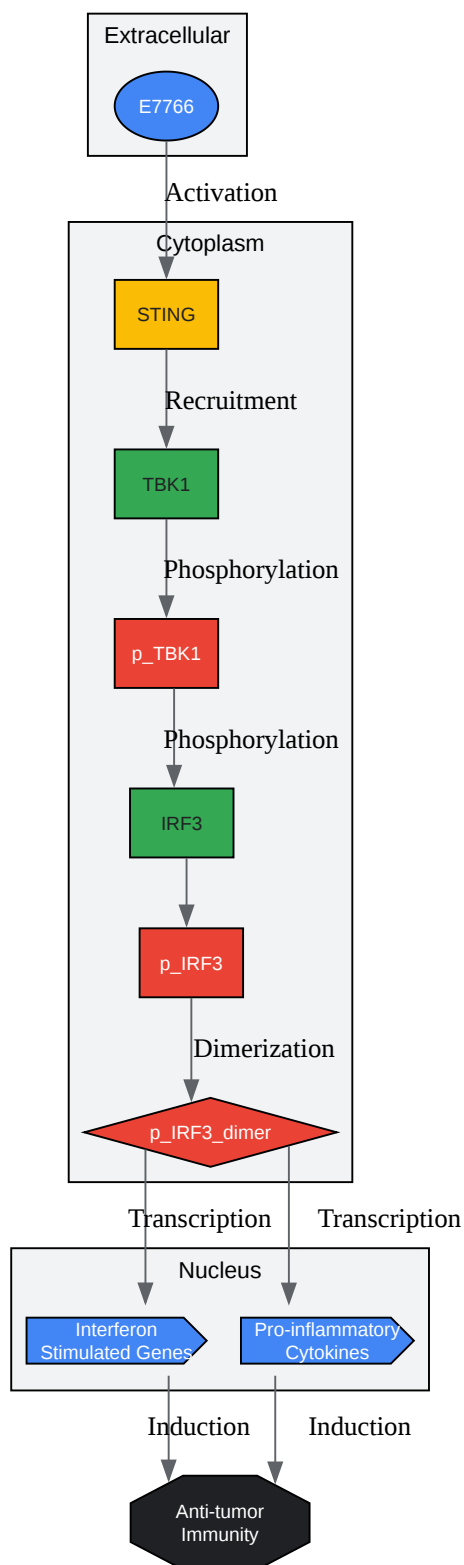 Extracellular
E7766
Activation
Cytoplasm
STING
Recruitment
TBK1
Phosphorylation
p_TBK1
Phosphorylation
IRF3
p_IRF3
Dimerization
p_IRF3_dimer
Transcription
Transcription
Nucleus
Interferon
Stimulated Genes
Pro-inflammatory
Cytokines
Induction
Induction
Anti-tumor
Immunity